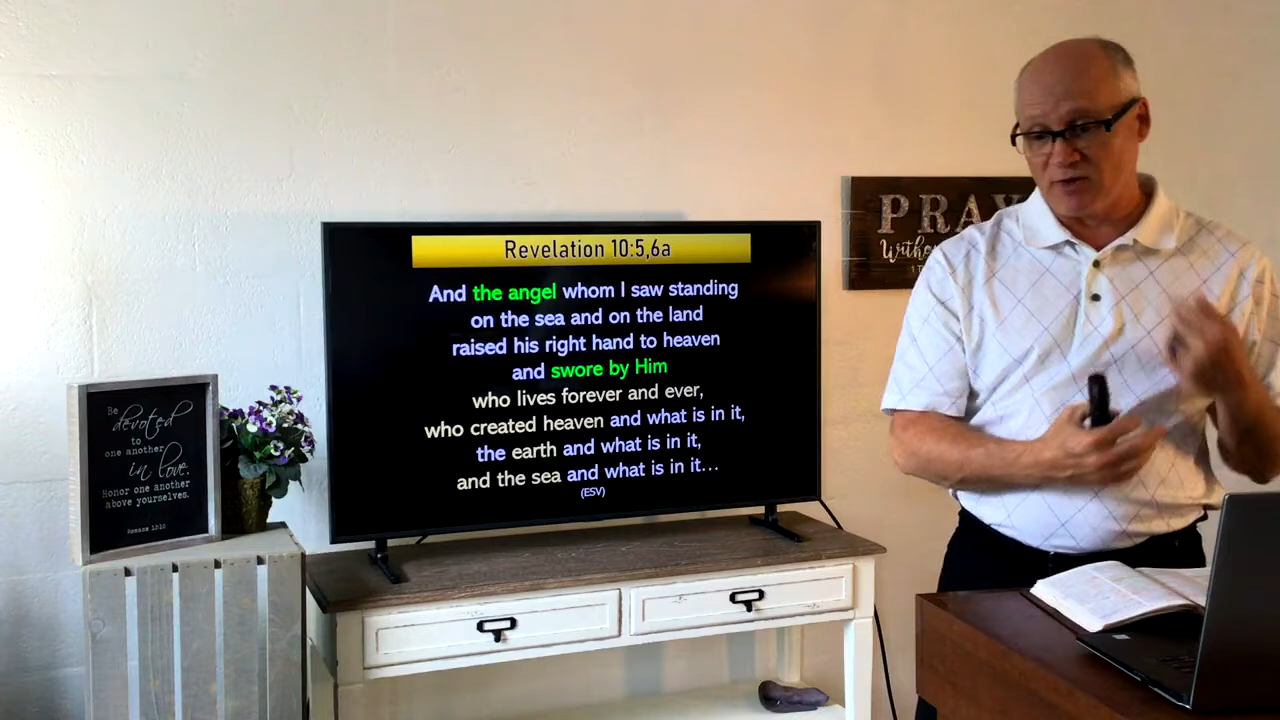 Revelation 10:5,6a
And the angel whom I saw standing
on the sea and on the land
raised his right hand to heaven
and swore by Him
who lives forever and ever,
who created heaven and what is in it,
the earth and what is in it,
and the sea and what is in it...
(ESV)
Be
devoted
to
one another
in love.
Honor one another
above yourselves.
Romans 12:10
PRAY